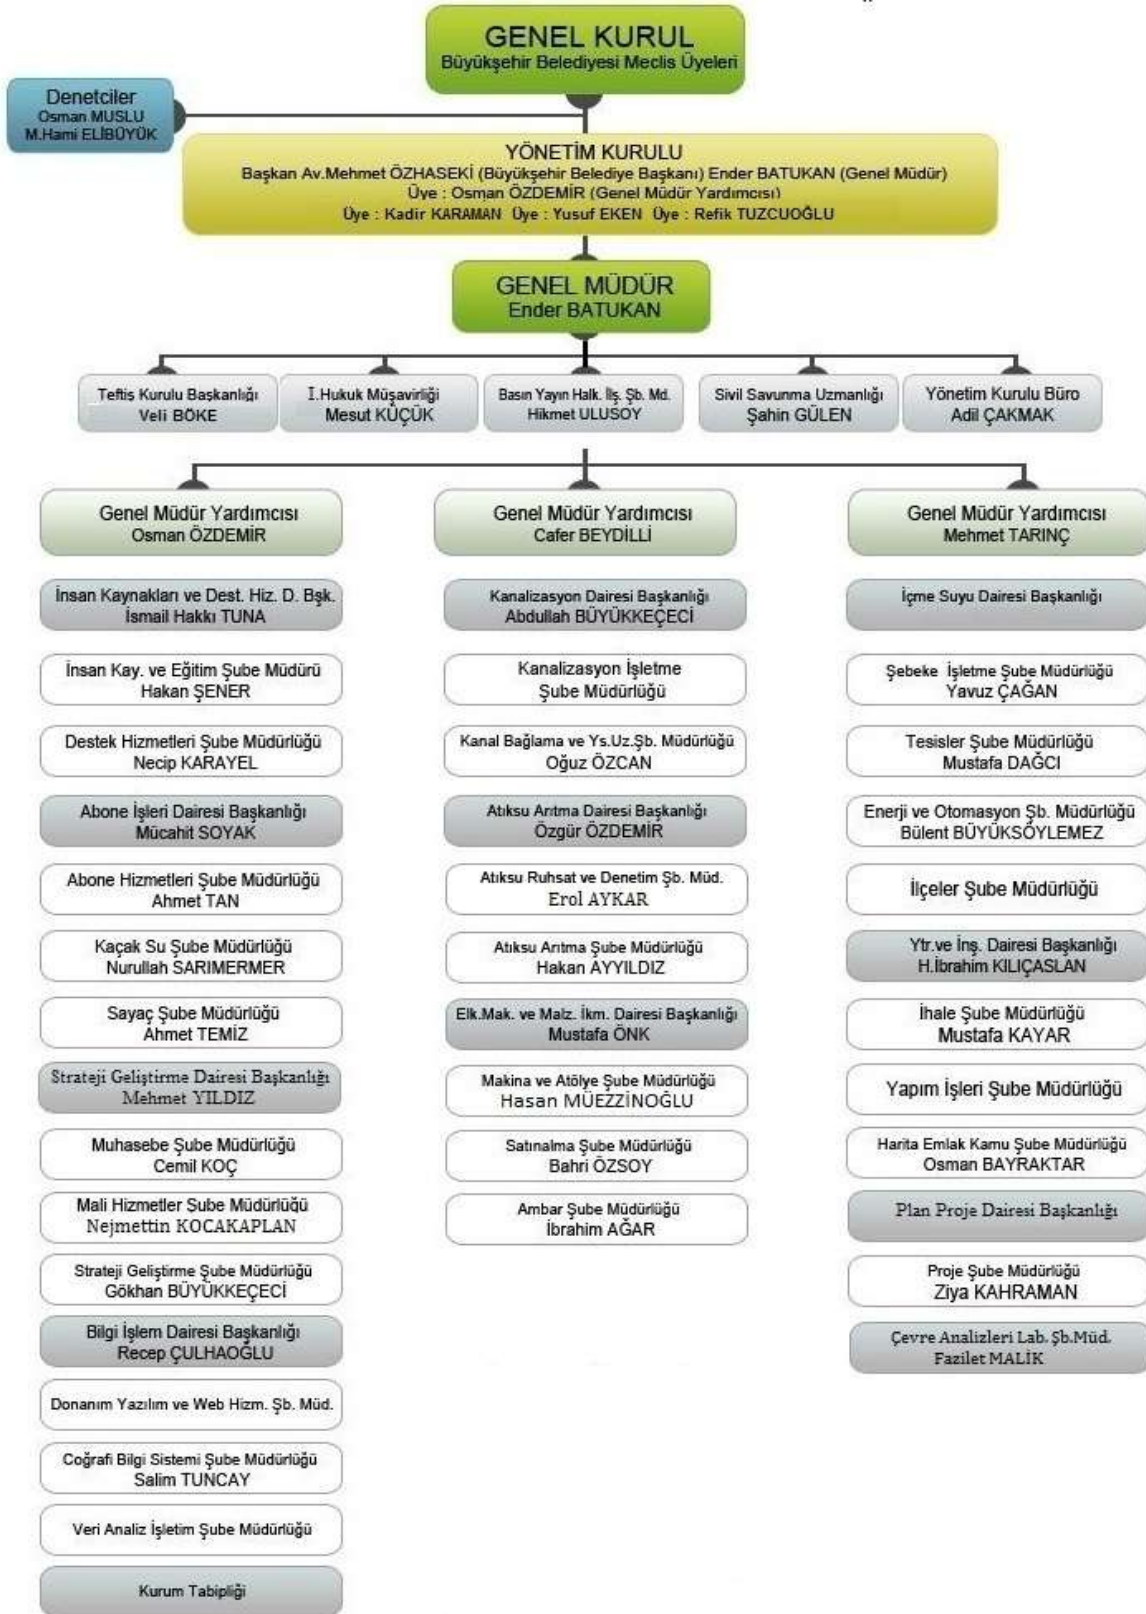 GENEL KURUL
Büyükşehir Belediyesi Meclis Üyeleri
Denetciler
Osman MUSLU
M.Hami ELİBÜYÜK
YÖNETİM KURULU
Başkan Av.Mehmet ÖZHASEKİ (Büyükşehir Belediye Başkanı) Ender BATUKAN (Genel Müdür)
Üye : Osman ÖZDEMİR (Genel Müdür Yardımcısı)
Üye : Kadir KARAMAN Üye : Yusuf EKEN Üye : Refik TUZCUOĞLU
GENEL MÜDÜR
Ender BATUKAN
Teftiş Kurulu Başkanlığı
Veli BÖKE
I.Hukuk Müşavirliği
Mesut KÜÇÜK
Basın Yayın Halk. İlş. Şb. Md.
Hikmet ULUSOY
Sivil Savunma Uzmanlığı
Şahin GÜLEN
Yönetim Kurulu Büro
Adil ÇAKMAK
Genel Müdür Yardımcısı
Osman ÖZDEMİR
İnsan Kaynakları ve Dest. Hiz. D. Bşk.
İsmail Hakkı TUNA
İnsan Kay. ve Eğitim Şube Müdürü
Hakan ŞENER
Destek Hizmetleri Şube Müdürlüğü
Necip KARAYEL
Abone İşleri Dairesi Başkanlığı
Mücahit SOYAK
Abone Hizmetleri Şube Müdürlüğü
Ahmet TAN
Kaçak Su Şube Müdürlüğü
Nurullah SARIMERMER
Sayaç Şube Müdürlüğü
Ahmet TEMİZ
Strateji Geliştirme Dairesi Başkanlığı
Mehmet YILDIZ
Muhasebe Şube Müdürlüğü
Cemil KOÇ
Mali Hizmetler Şube Müdürlüğü
Nejmettin KOCAKAPLAN
Strateji Geliştirme Şube Müdürlüğü
Gökhan BÜYÜKKEÇECİ
Bilgi İşlem Dairesi Başkanlığı
Recep ÇULHAOĞLU
Donanım Yazılım ve Web Hizm. Şb. Müd.
Coğrafi Bilgi Sistemi Şube Müdürlüğü
Salim TUNCAY
Veri Analiz İşletim Şube Müdürlüğü
Kurum Tabipliği
Genel Müdür Yardımcısı
Cafer BEYDİLLİ
Kanalizasyon Dairesi Başkanlığı
Abdullah BÜYÜKKEÇECİ
Kanalizasyon İşletme
Şube Müdürlüğü
Kanal Bağlama ve Ys.Uz.Şb. Müdürlüğü
Oğuz ÖZCAN
Atıksu Arıtma Dairesi Başkanlığı
Özgür ÖZDEMİR
Atıksu Ruhsat ve Denetim Şb. Müd.
Erol AYKAR
Atıksu Arıtma Şube Müdürlüğü
Hakan AYYILDIZ
Elk.Mak. ve Malz. İkm. Dairesi Başkanlığı
Mustafa ÖNK
Makina ve Atölye Şube Müdürlüğü
Hasan MÜEZZİNOĞLU
Satınalma Şube Müdürlüğü
Bahri ÖZSOY
Ambar Şube Müdürlüğü
İbrahim AĞAR
Genel Müdür Yardımcısı
Mehmet TARINÇ
İçme Suyu Dairesi Başkanlığı
Şebeke İşletme Şube Müdürlüğü
Yavuz ÇAĞAN
Tesisler Şube Müdürlüğü
Mustafa DAĞCI
Enerji ve Otomasyon Şb. Müdürlüğü
Bülent BÜYÜKSÖYLEMEZ
İlçeler Şube Müdürlüğü
Ytr.ve İnş. Dairesi Başkanlığı
H.İbrahim KILIÇASLAN
İhale Şube Müdürlüğü
Mustafa KAYAR
Yapım İşleri Şube Müdürlüğü
Harita Emlak Kamu Şube Müdürlüğü
Osman BAYRAKTAR
Plan Proje Dairesi Başkanlığı
Proje Şube Müdürlüğü
Ziya KAHRAMAN
Çevre Analizleri Lab. Şb.Müd.
Fazilet MALİK